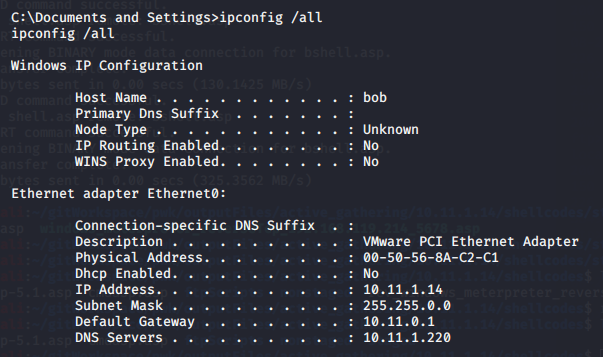 C:\Documents and Settings>ipconfig /all
ipconfig /all
Windows IP Configuration
Host Name . . . . . . . . . . . . : bob
Primary Dns Suffix . . . . . . . :
Node Type . . . . . . . . . . . . : Unknown
IP Routing Enabled. . . . . . . . : No
WINS Proxy Enabled. . . . . . . . : No
Ethernet adapter Ethernet0:
Connection-specific DNS Suffix . :
Description . . . . . . . . . . . : VMware PCI Ethernet Adapter
Physical Address. . . . . . . . . : 00-50-56-8A-C2-C1
Dhcp Enabled. . . . . . . . . . . : No
IP Address. . . . . . . . . . . . : 10.11.1.14
Subnet Mask . . . . . . . . . . . : 255.255.0.0
Default Gateway . . . . . . . . . : 10.11.0.1
DNS Servers . . . . . . . . . . . : 10.11.1.220